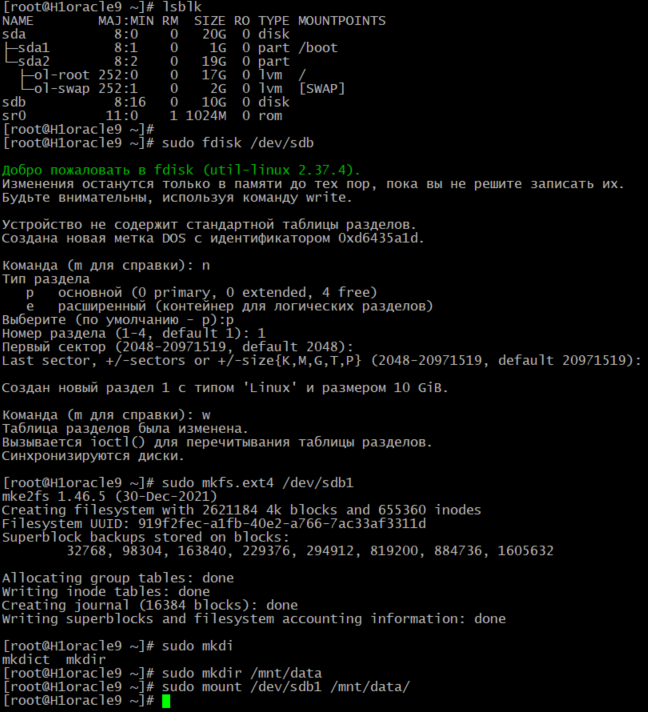 [root@H1oracle9 ~]# lsblk
NAME        MAJ:MIN RM  SIZE RO TYPE MOUNTPOINTS
sda           8:0    0   20G  0 disk
├─sda1        8:1    0    1G  0 part /boot
└─sda2        8:2    0   19G  0 part
  ├─ol-root 252:0    0   17G  0 lvm  /
  └─ol-swap 252:1    0    2G  0 lvm  [SWAP]
sdb           8:16   0   10G  0 disk
sr0          11:0    1 1024M  0 rom
[root@H1oracle9 ~]#
[root@H1oracle9 ~]# sudo fdisk /dev/sdb
Добро пожаловать в fdisk (util-linux 2.37.4).
Изменения останутся только в памяти до тех пор, пока вы не решите записать их.
Будьте внимательны, используя команду write.
Устройство не содержит стандартной таблицы разделов.
Создана новая метка DOS с идентификатором 0xd6435a1d.
Команда (m для справки): n
Тип раздела
   p   основной (0 primary, 0 extended, 4 free)
   e   расширенный (контейнер для логических разделов)
Выберите (по умолчанию - p):p
Номер раздела (1-4, default 1): 1
Первый сектор (2048-20971519, default 2048):
Last sector, +/-sectors or +/-size{K,M,G,T,P} (2048-20971519, default 20971519):
Создан новый раздел 1 с типом 'Linux' и размером 10 GiB.
Команда (m для справки): w
Таблица разделов была изменена.
Вызывается ioctl() для перечитывания таблицы разделов.
Синхронизируются диски.
[root@H1oracle9 ~]# sudo mkfs.ext4 /dev/sdb1
mke2fs 1.46.5 (30-Dec-2021)
Creating filesystem with 2621184 4k blocks and 655360 inodes
Filesystem UUID: 919f2fec-a1fb-40e2-a766-7ac33af3311d
Superblock backups stored on blocks:
        32768, 98304, 163840, 229376, 294912, 819200, 884736, 1605632
Allocating group tables: done
Writing inode tables: done
Creating journal (16384 blocks): done
Writing superblocks and filesystem accounting information: done
[root@H1oracle9 ~]# sudo mkdi
mkdict  mkdir
[root@H1oracle9 ~]# sudo mkdir /mnt/data
[root@H1oracle9 ~]# sudo mount /dev/sdb1 /mnt/data/
[root@H1oracle9 ~]#